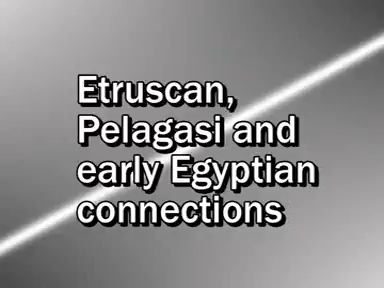 Etruscan,
Pelagasi and
early Egyptian
connections